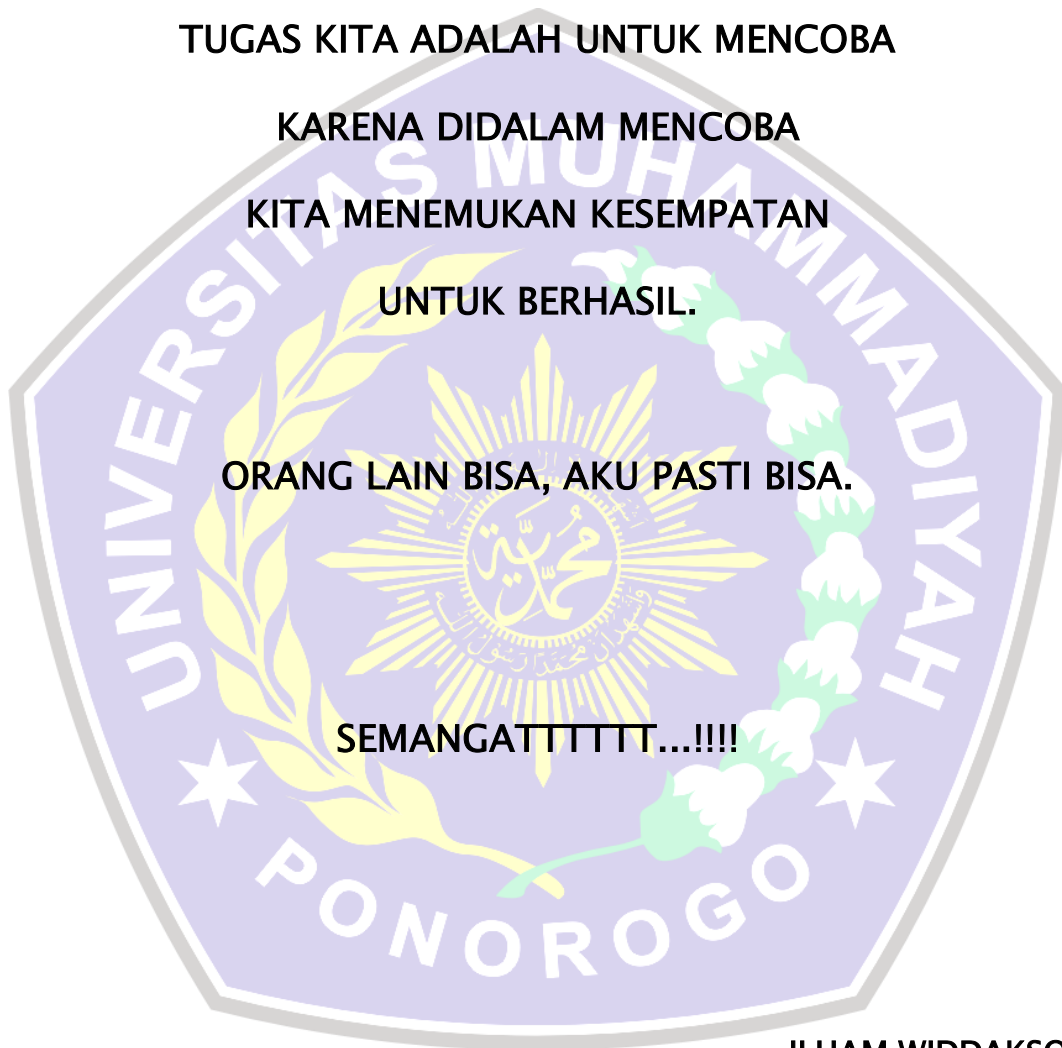 TUGAS KITA ADALAH UNTUK MENCOBA
KARENA DIDALAM MENCOBA
KITA MENEMUKAN KESEMPATAN
UNTUK BERHASIL.
ORANG LAIN BISA, AKU PASTI BISA.
SEMANGATTTTTT...!!!!
UNIVERSITAS MUHAMMADIYAH
PONOROGO
محمدية